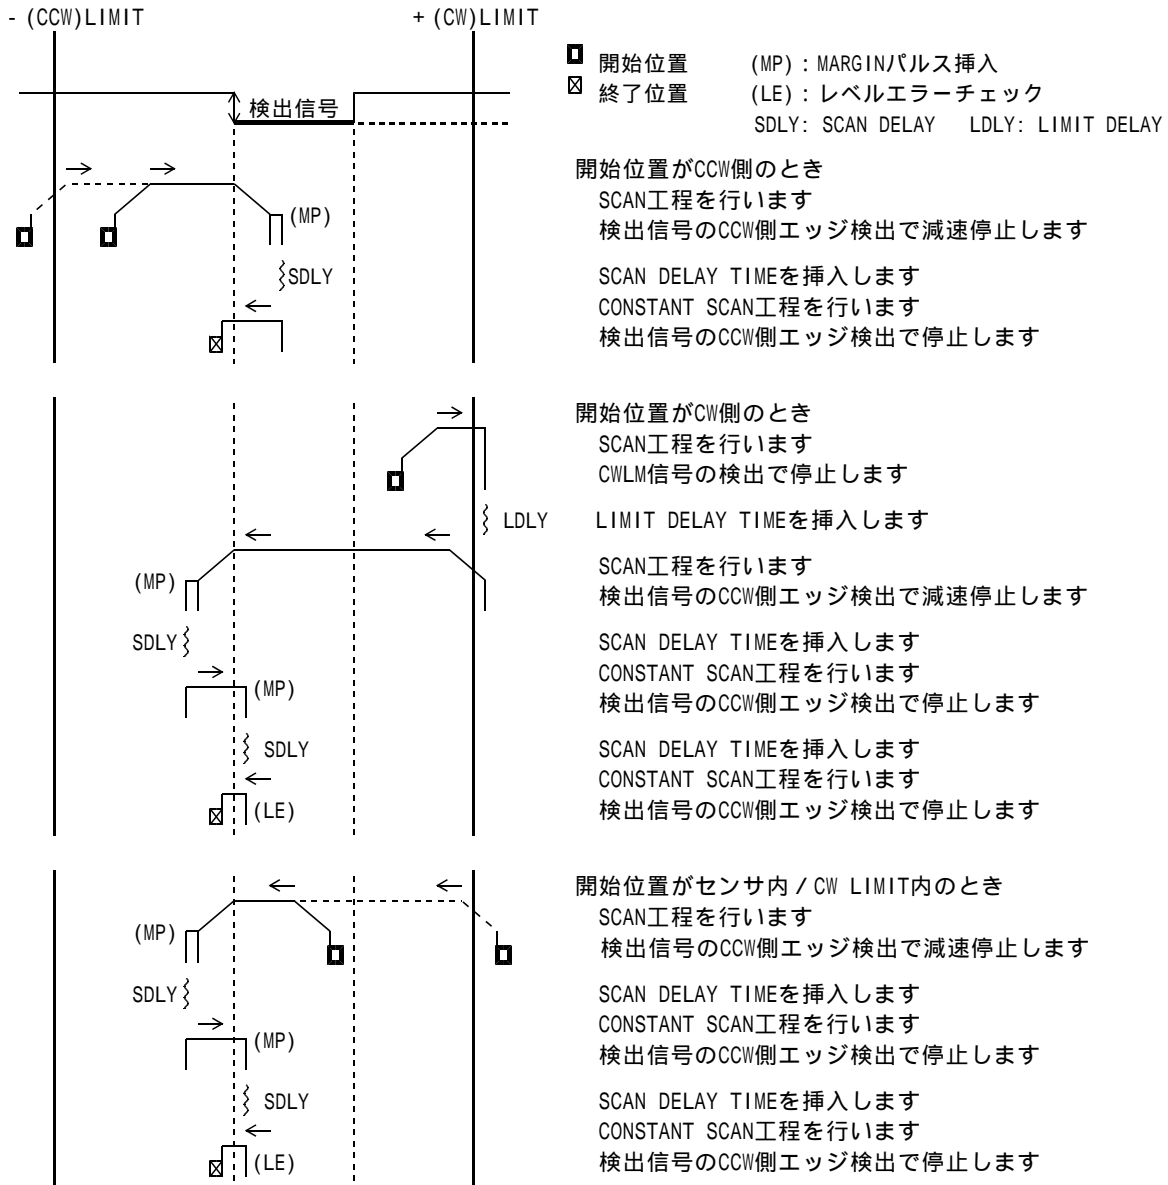 - (CCW)LIMIT
+ (CW)LIMIT
開始位置
(MP) : MARGINパルス挿入
終了位置
(LE) : レベルエラーチェック
SDLY: SCAN DELAY LDLY: LIMIT DELAY
検出信号
開始位置がCCW側のとき
SCAN工程を行います
(MP)
検出信号のCCW側エッジ検出で減速停止します
SDLY
SCAN DELAY TIMEを挿入します
CONSTANT SCAN工程を行います
検出信号のCCW側エッジ検出で停止します
開始位置がCW側のとき
SCAN工程を行います
CWLM信号の検出で停止します
LDLY
LIMIT DELAY TIMEを挿入します
SCAN工程を行います
(MP)
検出信号のCCW側エッジ検出で減速停止します
SDLY
SCAN DELAY TIMEを挿入します
CONSTANT SCAN工程を行います
(MP)
検出信号のCCW側エッジ検出で停止します
SDLY
SCAN DELAY TIMEを挿入します
CONSTANT SCAN工程を行います
(LE)
検出信号のCCW側エッジ検出で停止します
開始位置がセンサ内 / CW LIMIT内のとき
SCAN工程を行います
(MP)
検出信号のCCW側エッジ検出で減速停止します
SDLY
SCAN DELAY TIMEを挿入します
CONSTANT SCAN工程を行います
(MP)
検出信号のCCW側エッジ検出で停止します
SDLY
SCAN DELAY TIMEを挿入します
CONSTANT SCAN工程を行います
(LE)
検出信号のCCW側エッジ検出で停止します